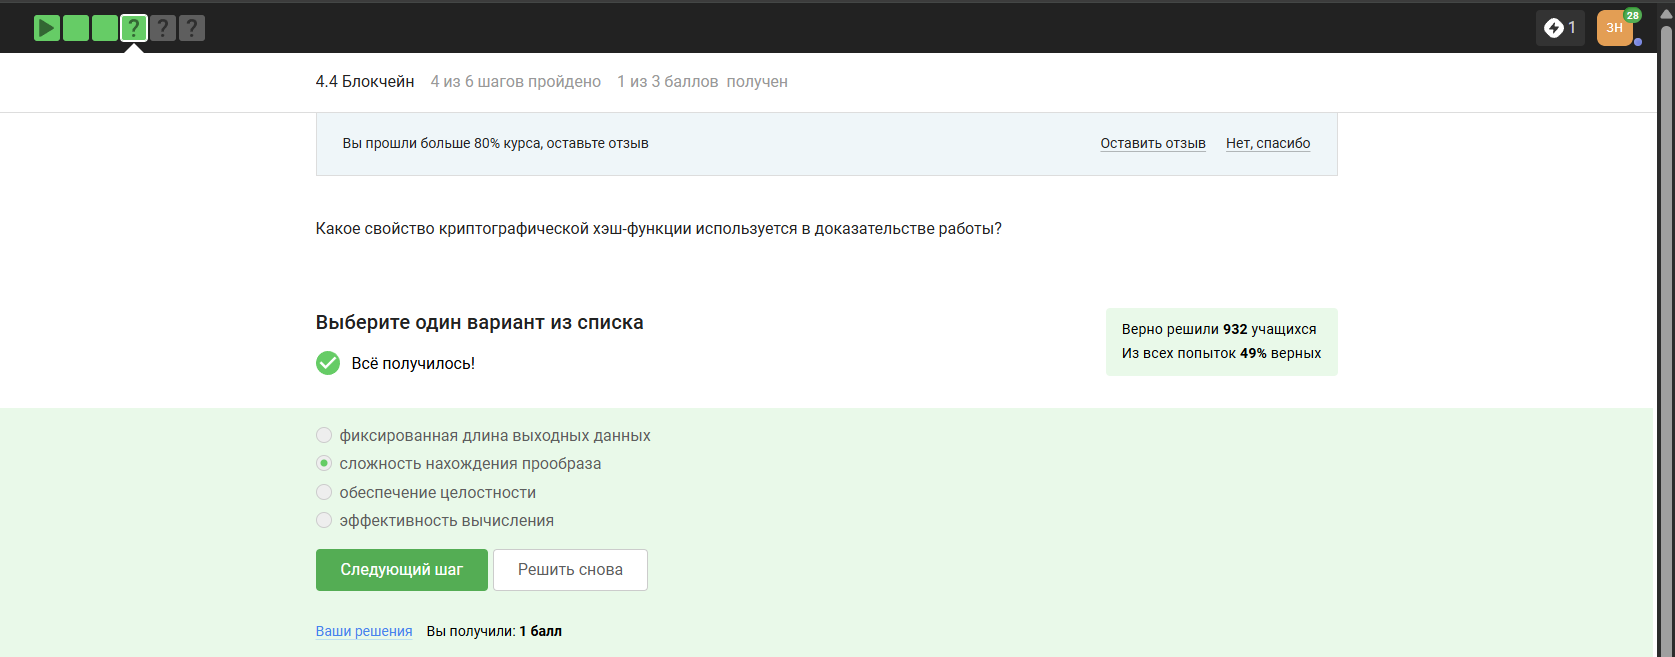 ? ? ?
1
ЗН
28
4.4 Блокчейн 4 из 6 шагов пройдено 1 из 3 баллов получен
Вы прошли больше 80% курса, оставьте отзыв
Оставить отзыв Нет, спасибо
Какое свойство криптографической хэш-функции используется в доказательстве работы?
Выберите один вариант из списка
Всё получилось!
Верно решили 932 учащихся
Из всех попыток 49% верных
фиксированная длина выходных данных
сложность нахождения прообраза
обеспечение целостности
эффективность вычисления
Следующий шаг Решить снова
Ваши решения Вы получили: 1 балл